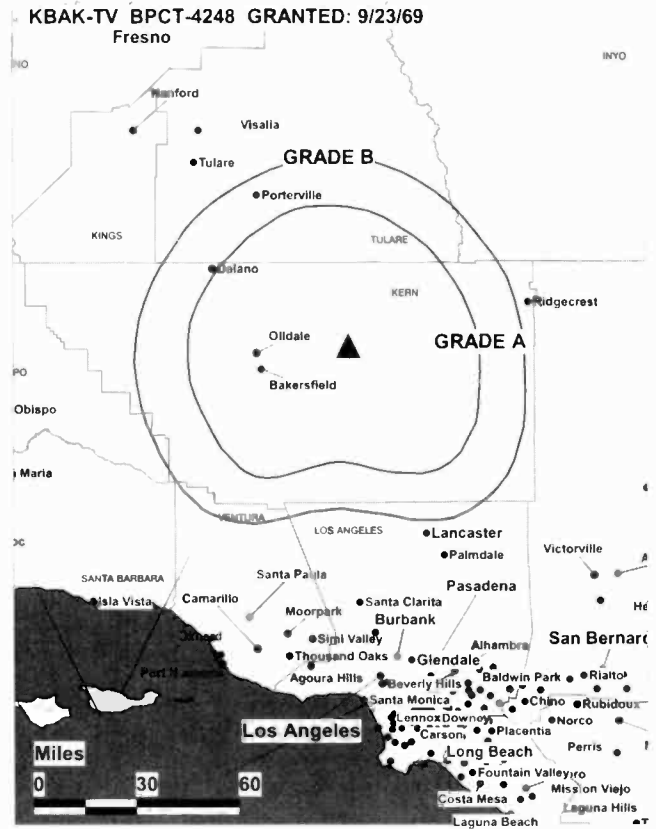 KBAK-TV BPCT-4248 GRANTED: 9/23/69
Fresno
INYO
Hanford
Visalia
GRADE B
Tulare
Porterville
KINGS
TULARE
Delano
KERN
Ridgecrest
Oildale
GRADE A
Bakersfield
Obispo
Maria
VENTURA
LOS ANGELES
Lancaster
Victorville
Palmdale
SANTA BARBARA
Santa Paula
Pasadena
Isla Vista
Camarillo
Moorpark
Santa Clarita
Burbank
Oxnard
Simi Valley
Alhambra
San Bernard
Thousand Oaks
Glendale
Port H
Agoura Hills
Beverly Hills
Baldwin Park
Rialto
Santa Monica
Chino
Rubidoux
Los Angeles
Lennox
Downey
Norco
Carson
Placentia
Miles
Long Beach
Perris
0 30 60
Fountain Valley
Mission Viejo
Costa Mesa
Laguna Hills
Laguna Beach